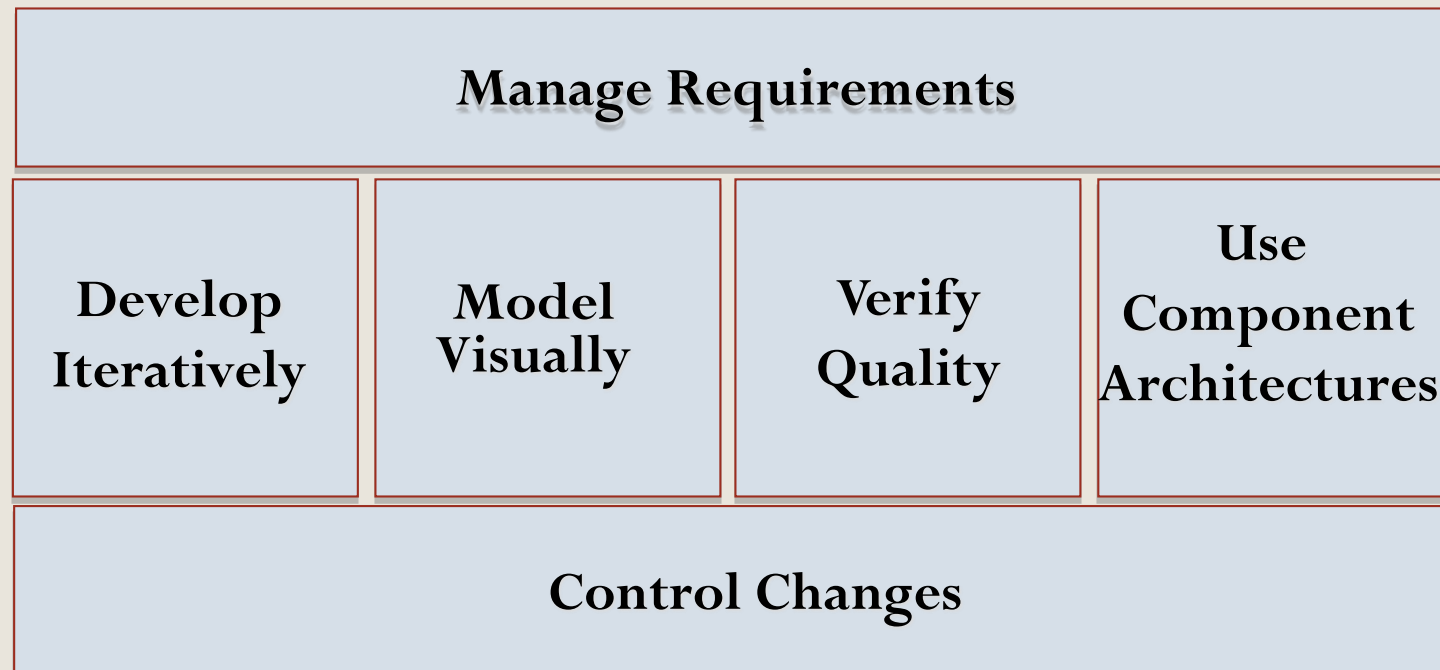 Manage Requirements
Develop
Iteratively
Model
Visually
Verify
Quality
Use
Component
Architectures
Control Changes